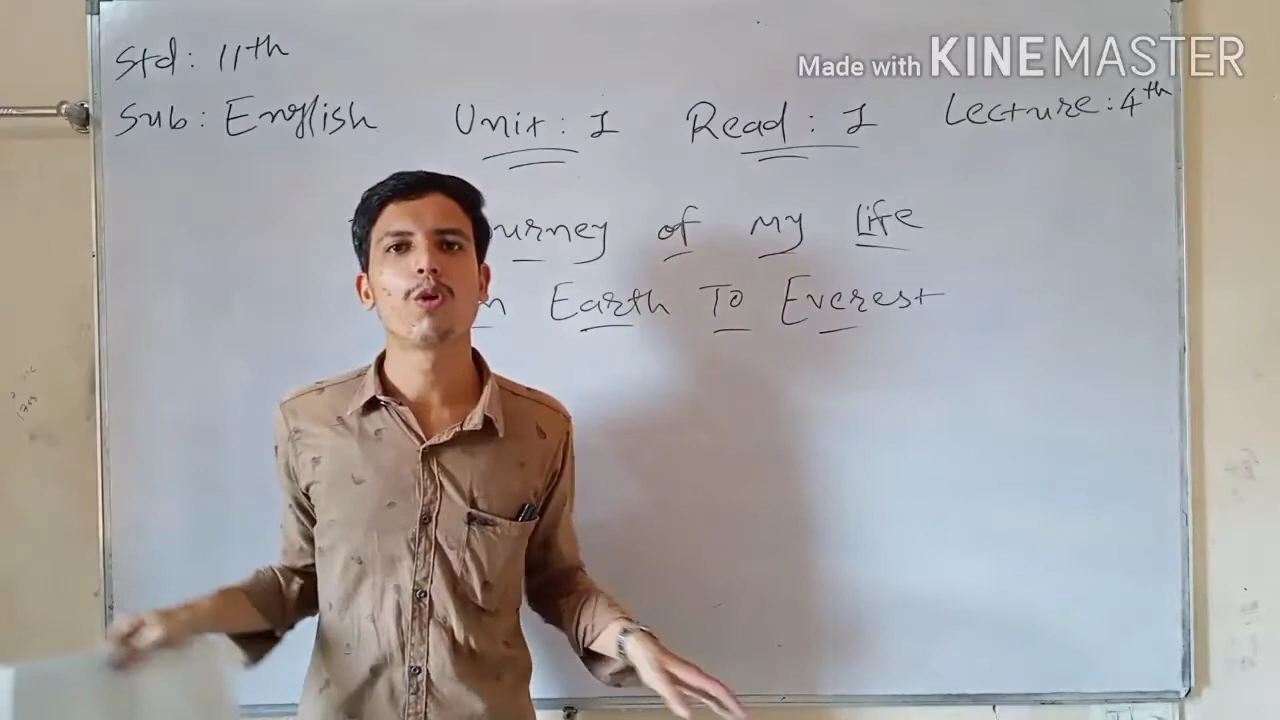 Std: 11th
Made with KINEMASTER
Sub: English Unit: I Read: I Lecture: 4th
urney of my Life
n Earth To Everest